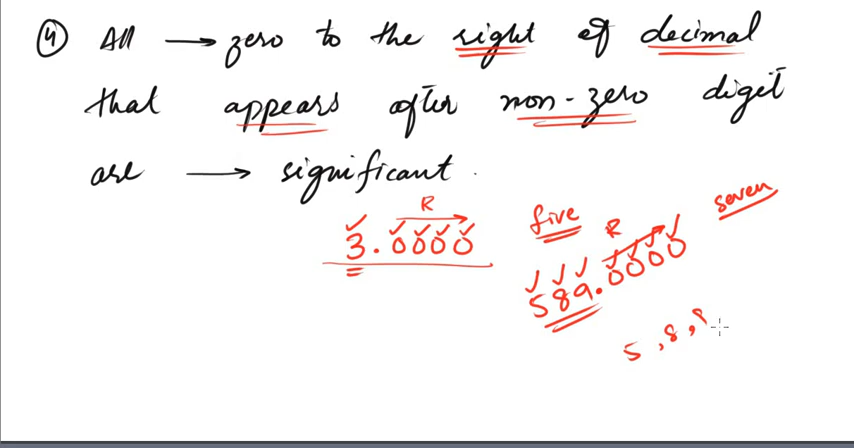 ④ All → zero to the right of decimal
that appears after non-zero digit
are → significant.
R
3.0000
five
R
589.0000
seven
5, 8, 9